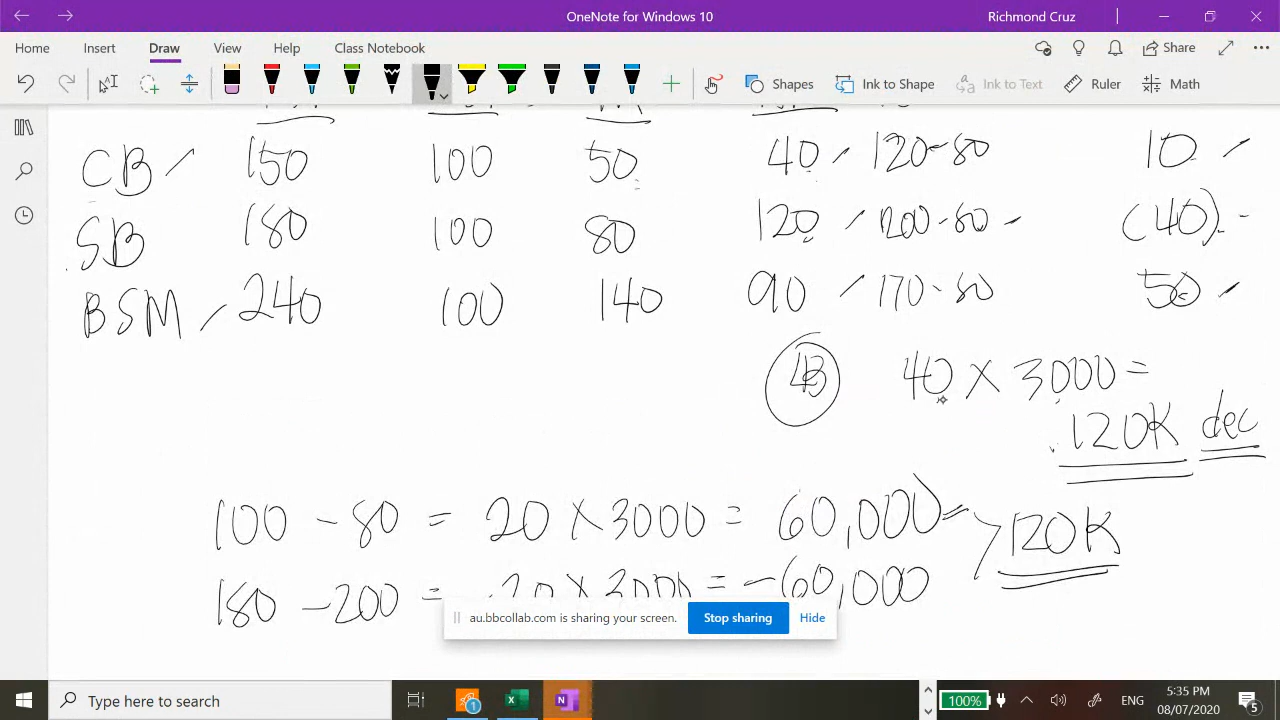 OneNote for Windows 10 Richmond Cruz
Home Insert Draw View Help Class Notebook Share
Shapes Ink to Shape Ink to Text Ruler Math
CB 150 100 50 40 120-80 10
SB 180 100 80 120 200-80 (40)
BSM 240 100 140 90 170-80 50
40 X 3000 =
120K dec
100 - 80 = 20 X 3000 = 60,000
120K
180 - 200 = -20 X 3000 = -60,000
au.bbcollab.com is sharing your screen. Stop sharing Hide
Type here to search 1 100% ENG 5:35 PM
08/07/2020 5